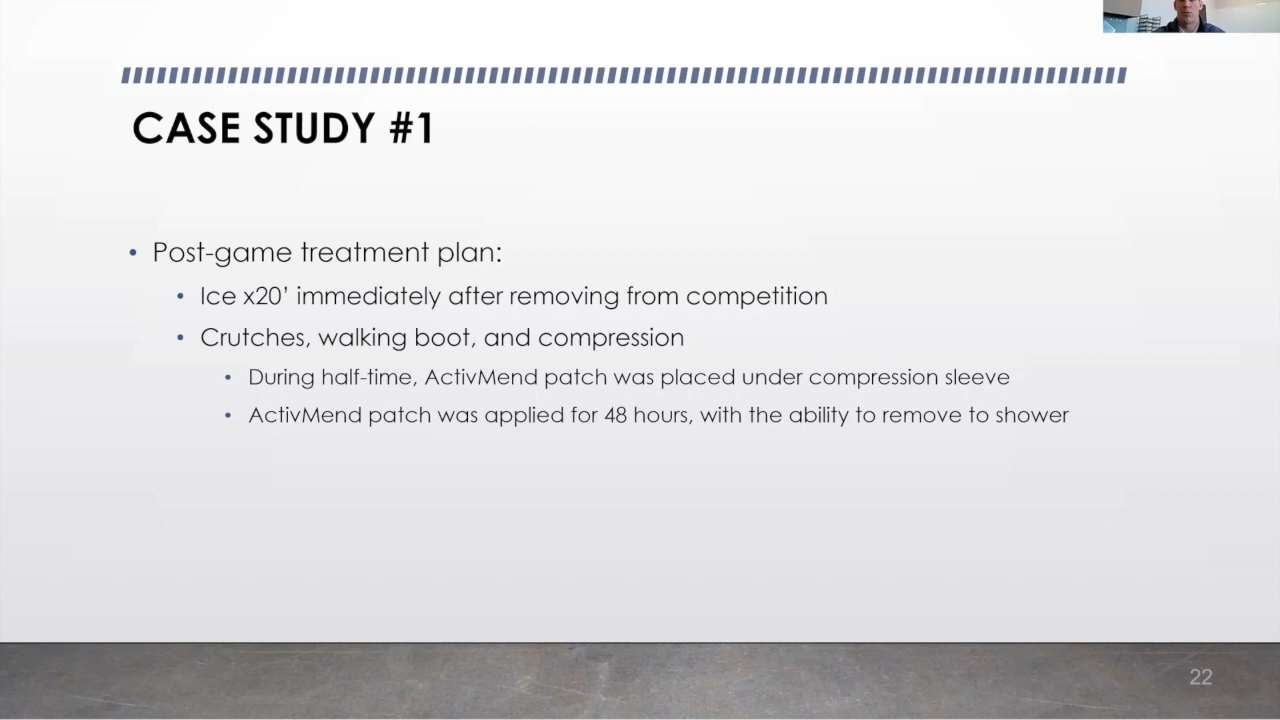 CASE STUDY #1
• Post-game treatment plan:
• Ice x20’ immediately after removing from competition
• Crutches, walking boot, and compression
• During half-time, ActivMend patch was placed under compression sleeve
• ActivMend patch was applied for 48 hours, with the ability to remove to shower
22